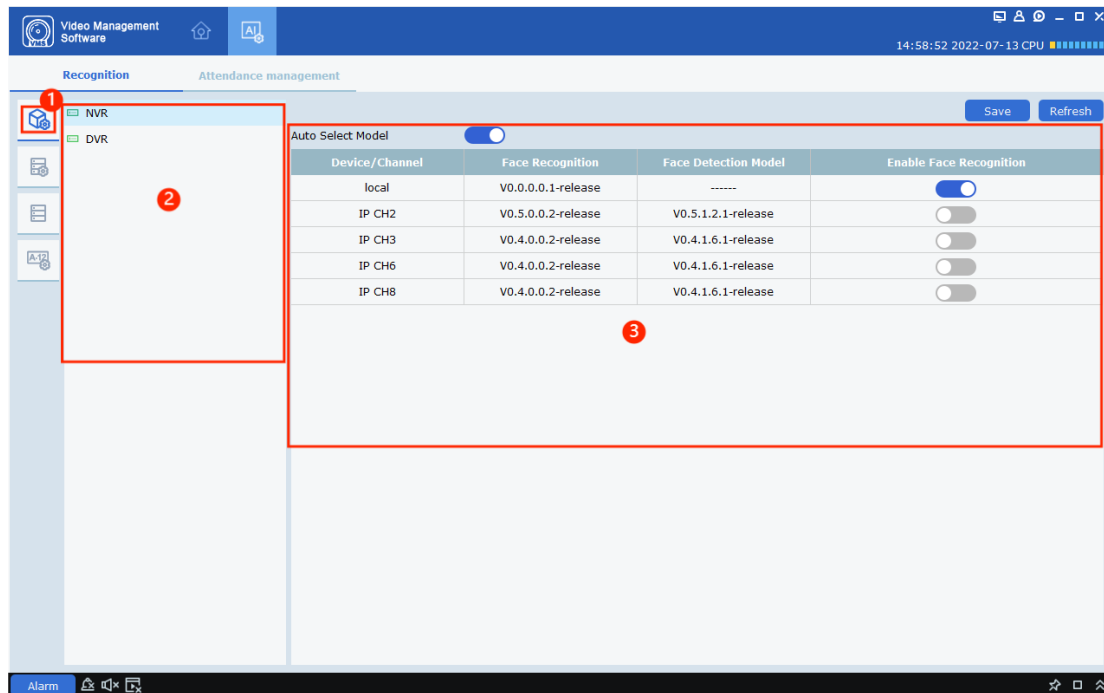 Video Management
Software
VMS
AI
14:58:52 2022-07-13 CPU
Recognition
Attendance management
1
NVR
DVR
2
Save
Refresh
Auto Select Model
Device/Channel Face Recognition Face Detection Model Enable Face Recognition
local V0.0.0.0.1-release ------
IP CH2 V0.5.0.0.2-release V0.5.1.2.1-release
IP CH3 V0.4.0.0.2-release V0.4.1.6.1-release
IP CH6 V0.4.0.0.2-release V0.4.1.6.1-release
IP CH8 V0.4.0.0.2-release V0.4.1.6.1-release
3
A-12
Alarm